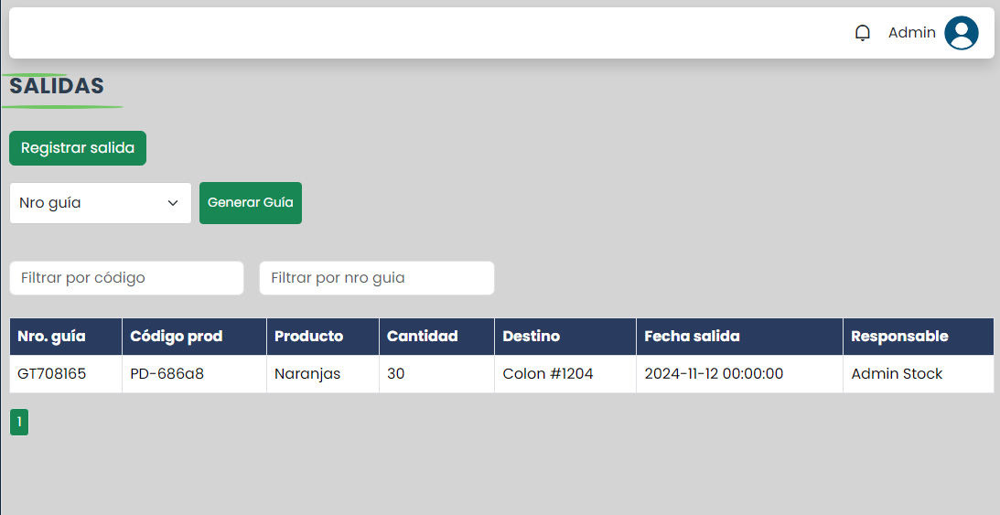 Admin
SALIDAS
Registrar salida
Nro guía
Generar Guía
Filtrar por código
Filtrar por nro guia
Nro. guía Código prod Producto Cantidad Destino Fecha salida Responsable
GT708165 PD-686a8 Naranjas 30 Colon #1204 2024-11-12 00:00:00 Admin Stock
1